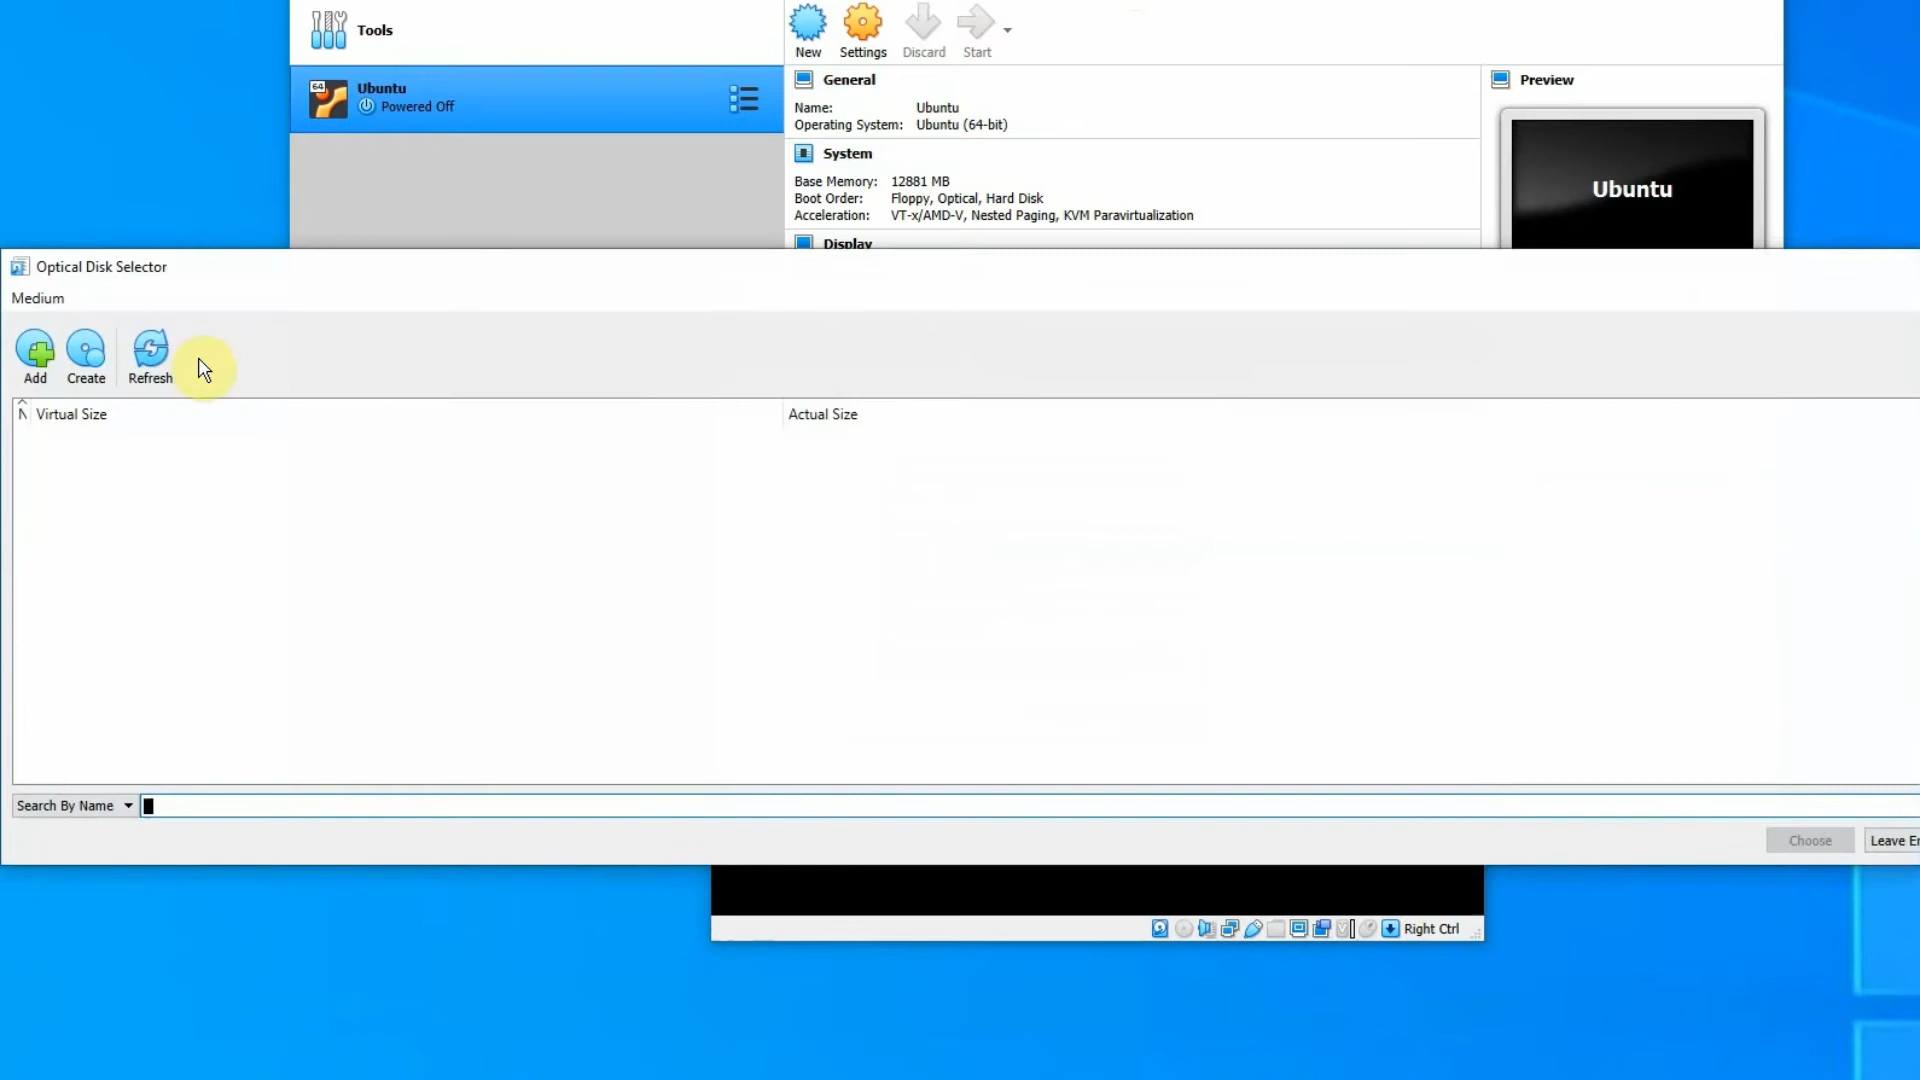 Tools
New Settings Discard Start
64
Ubuntu
Powered Off
General
Name: Ubuntu
Operating System: Ubuntu (64-bit)
System
Base Memory: 12881 MB
Boot Order: Floppy, Optical, Hard Disk
Acceleration: VT-x/AMD-V, Nested Paging, KVM Paravirtualization
Display
Preview
Ubuntu
Optical Disk Selector
Medium
Add Create Refresh
Virtual Size Actual Size
Search By Name
Choose Leave
Right Ctrl